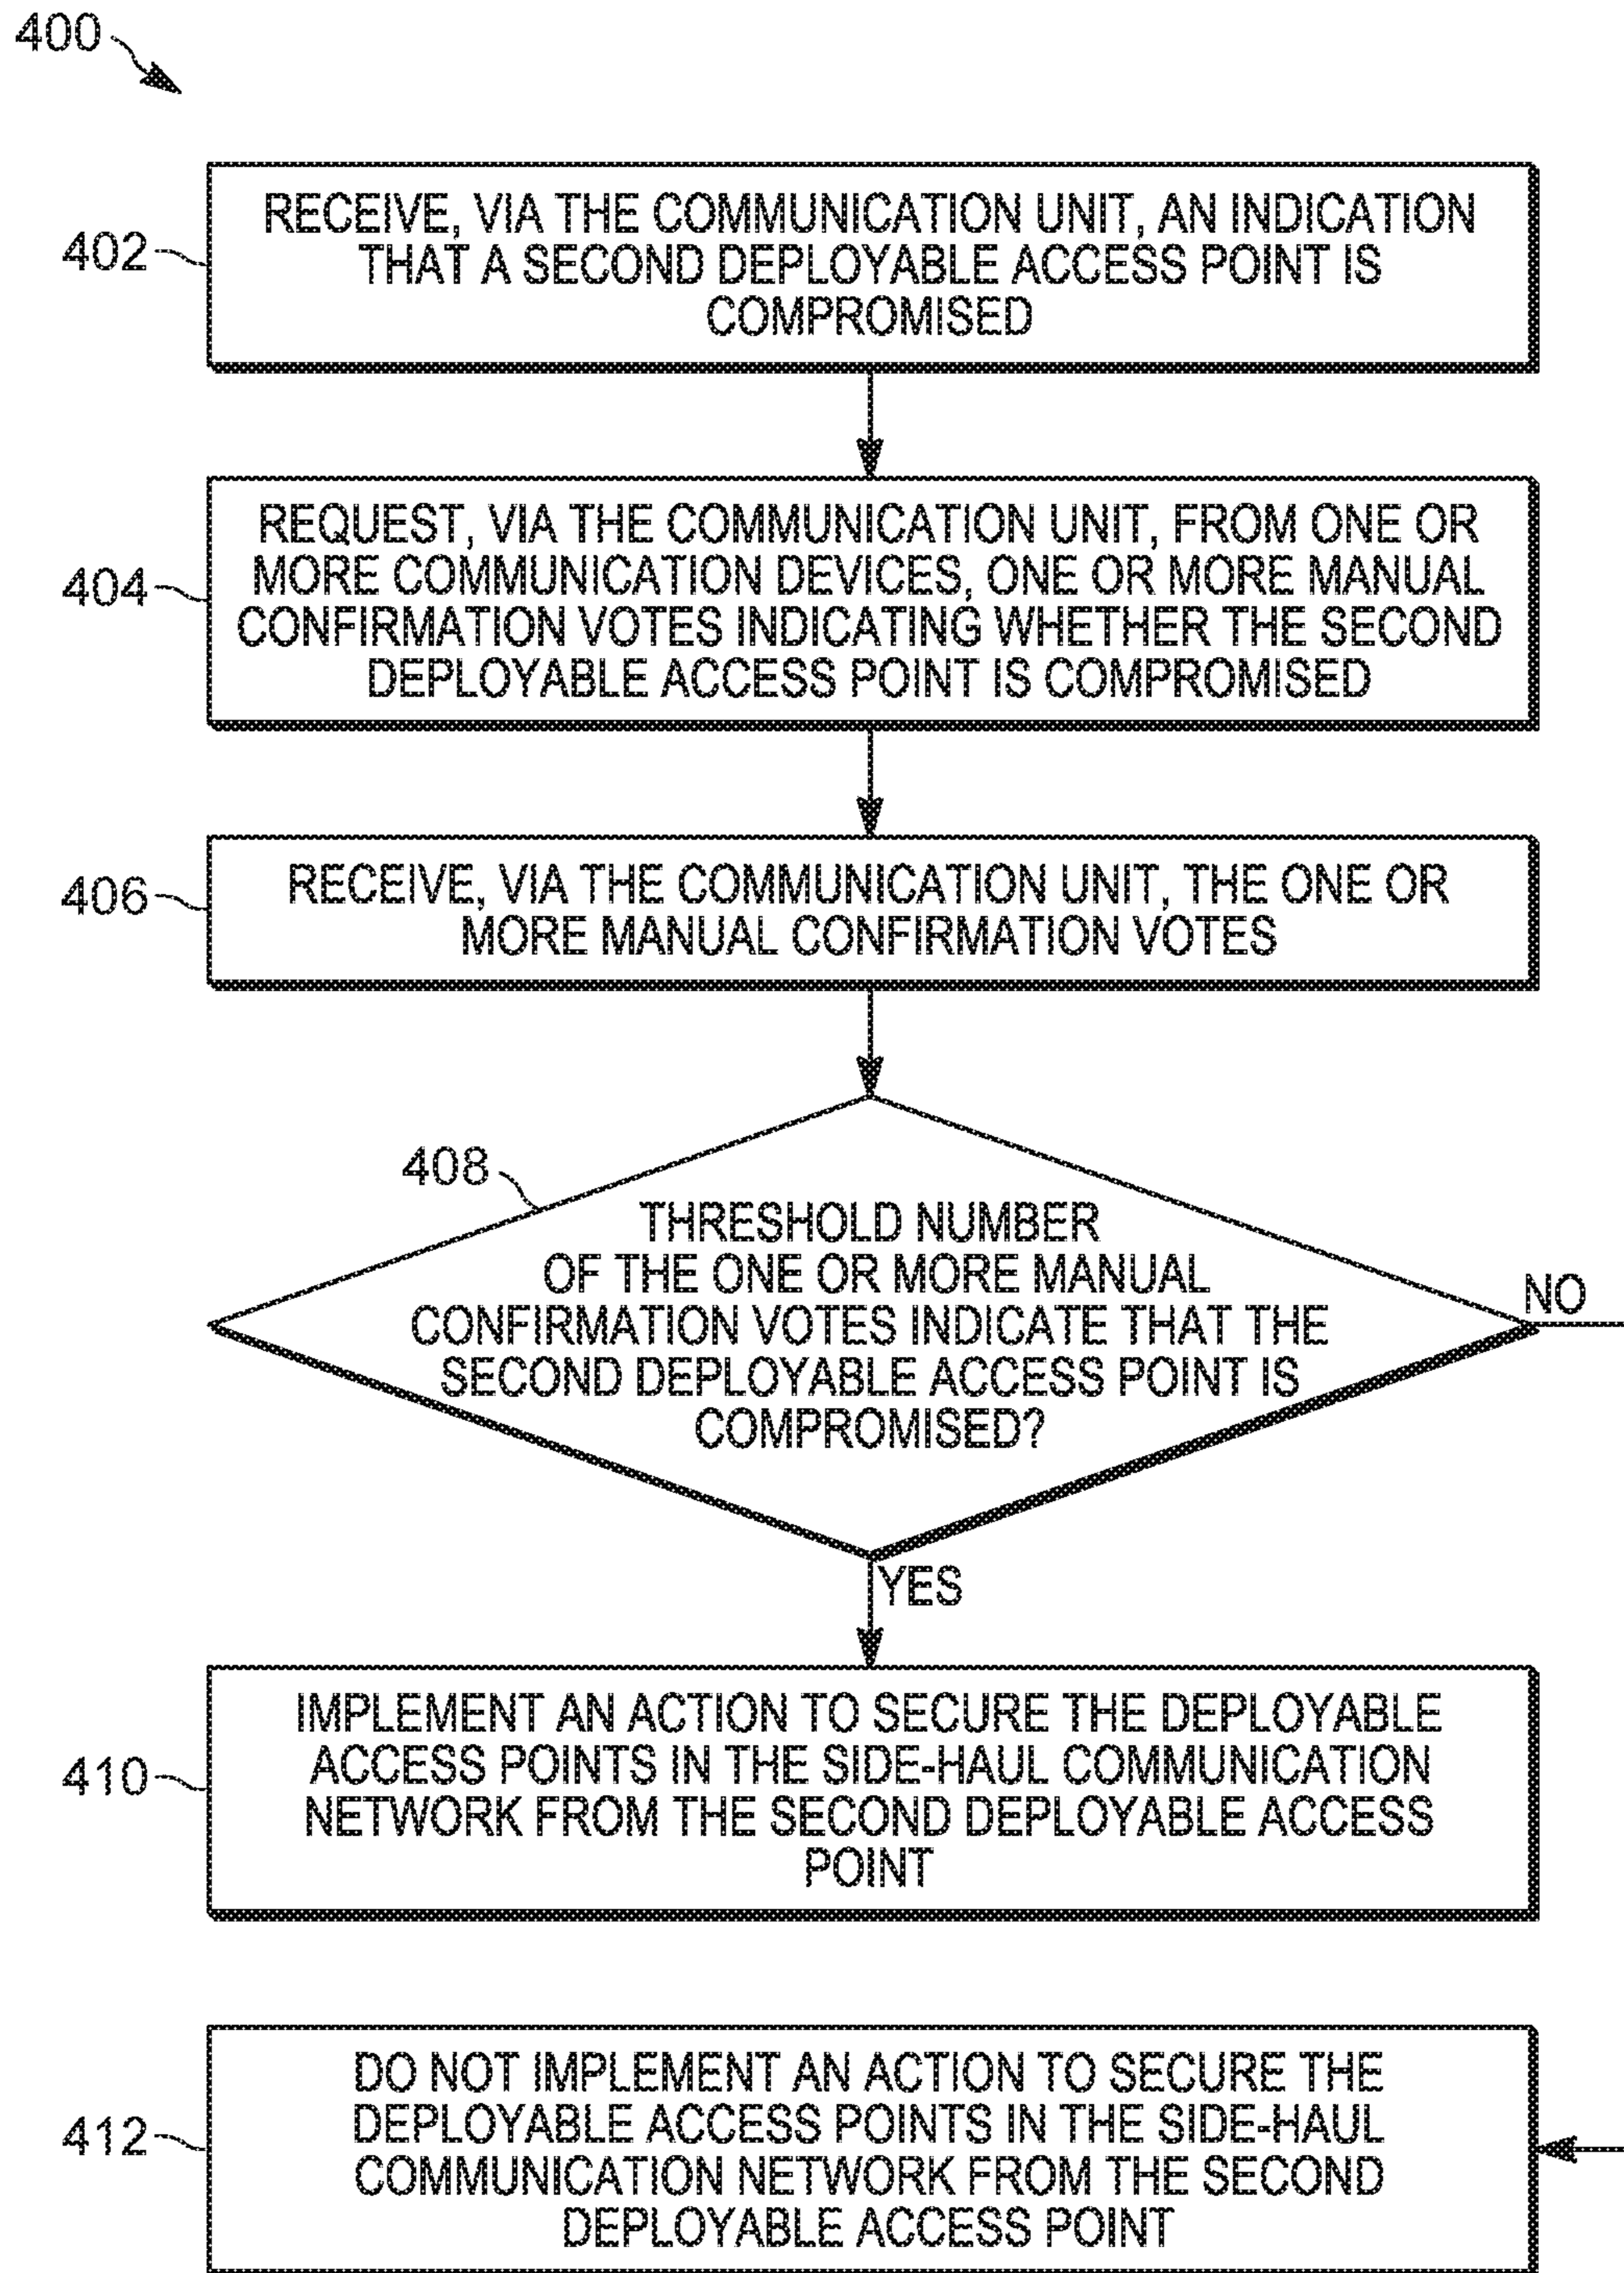 400
402
RECEIVE, VIA THE COMMUNICATION UNIT, AN INDICATION
THAT A SECOND DEPLOYABLE ACCESS POINT IS
COMPROMISED
404
REQUEST, VIA THE COMMUNICATION UNIT, FROM ONE OR
MORE COMMUNICATION DEVICES, ONE OR MORE MANUAL
CONFIRMATION VOTES INDICATING WHETHER THE SECOND
DEPLOYABLE ACCESS POINT IS COMPROMISED
406
RECEIVE, VIA THE COMMUNICATION UNIT, THE ONE OR
MORE MANUAL CONFIRMATION VOTES
408
THRESHOLD NUMBER
OF THE ONE OR MORE MANUAL
CONFIRMATION VOTES INDICATE THAT THE
SECOND DEPLOYABLE ACCESS POINT IS
COMPROMISED?
NO
YES
410
IMPLEMENT AN ACTION TO SECURE THE DEPLOYABLE
ACCESS POINTS IN THE SIDE-HAUL COMMUNICATION
NETWORK FROM THE SECOND DEPLOYABLE ACCESS
POINT
412
DO NOT IMPLEMENT AN ACTION TO SECURE THE
DEPLOYABLE ACCESS POINTS IN THE SIDE-HAUL
COMMUNICATION NETWORK FROM THE SECOND
DEPLOYABLE ACCESS POINT